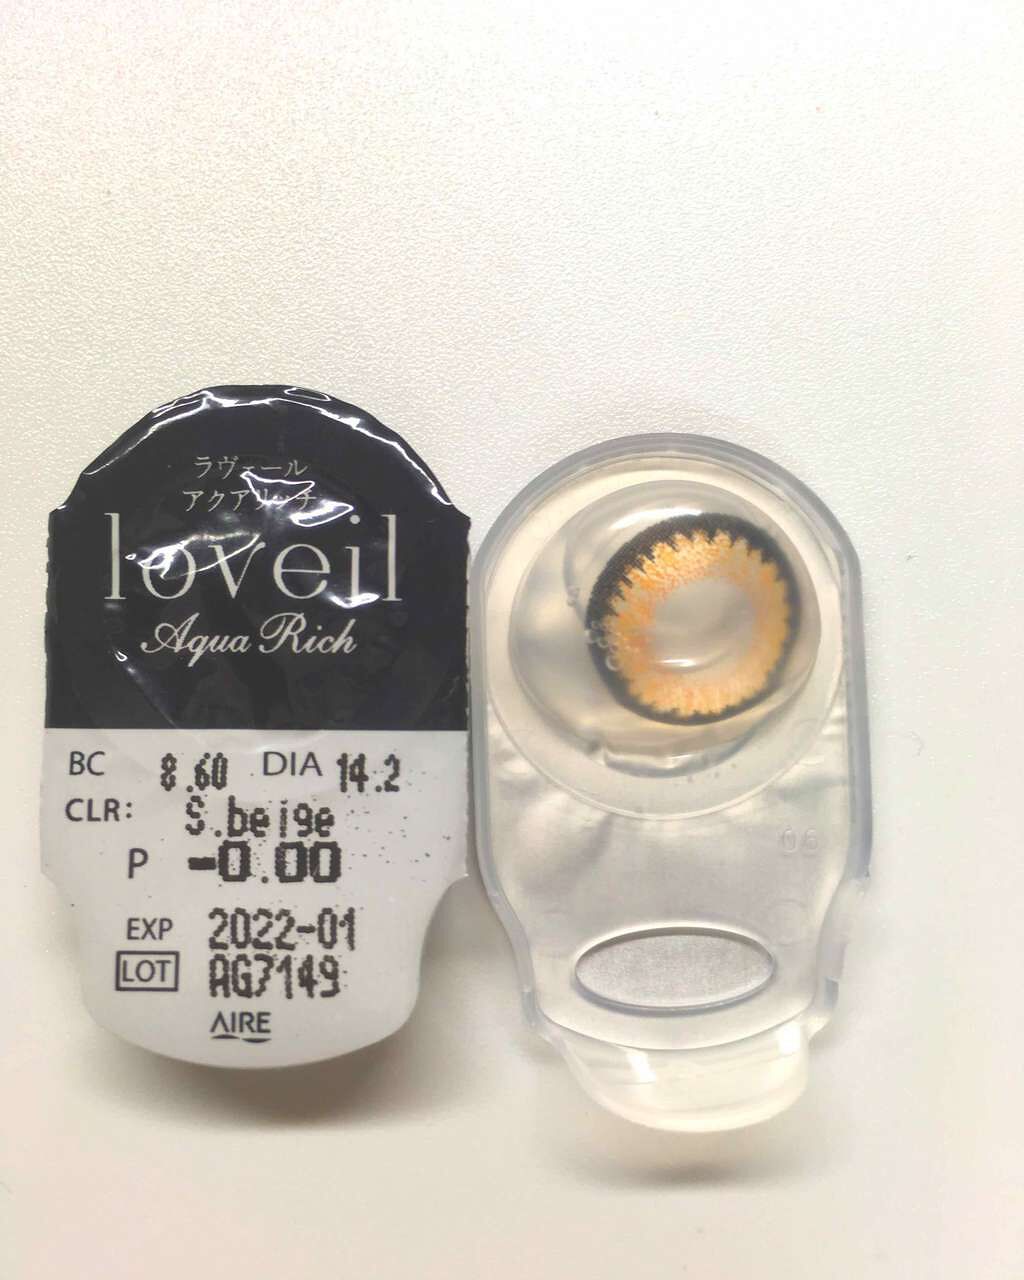 ラヴェール
アクアリッチ
loveil
Aqua Rich
BC 8.60 DIA 14.2
CLR: S.beige
P -0.00
EXP 2022-01
LOT AG7149
AIRE
06